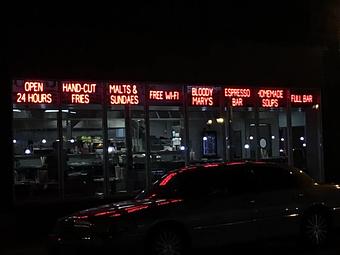 OPEN
24 HOURS
HAND-CUT
FRIES
MALTS &
SUNDAES
FREE WI-FI
BLOODY
MARY'S
ESPRESSO
BAR
HOMEMADE
SOUPS
FULL BAR